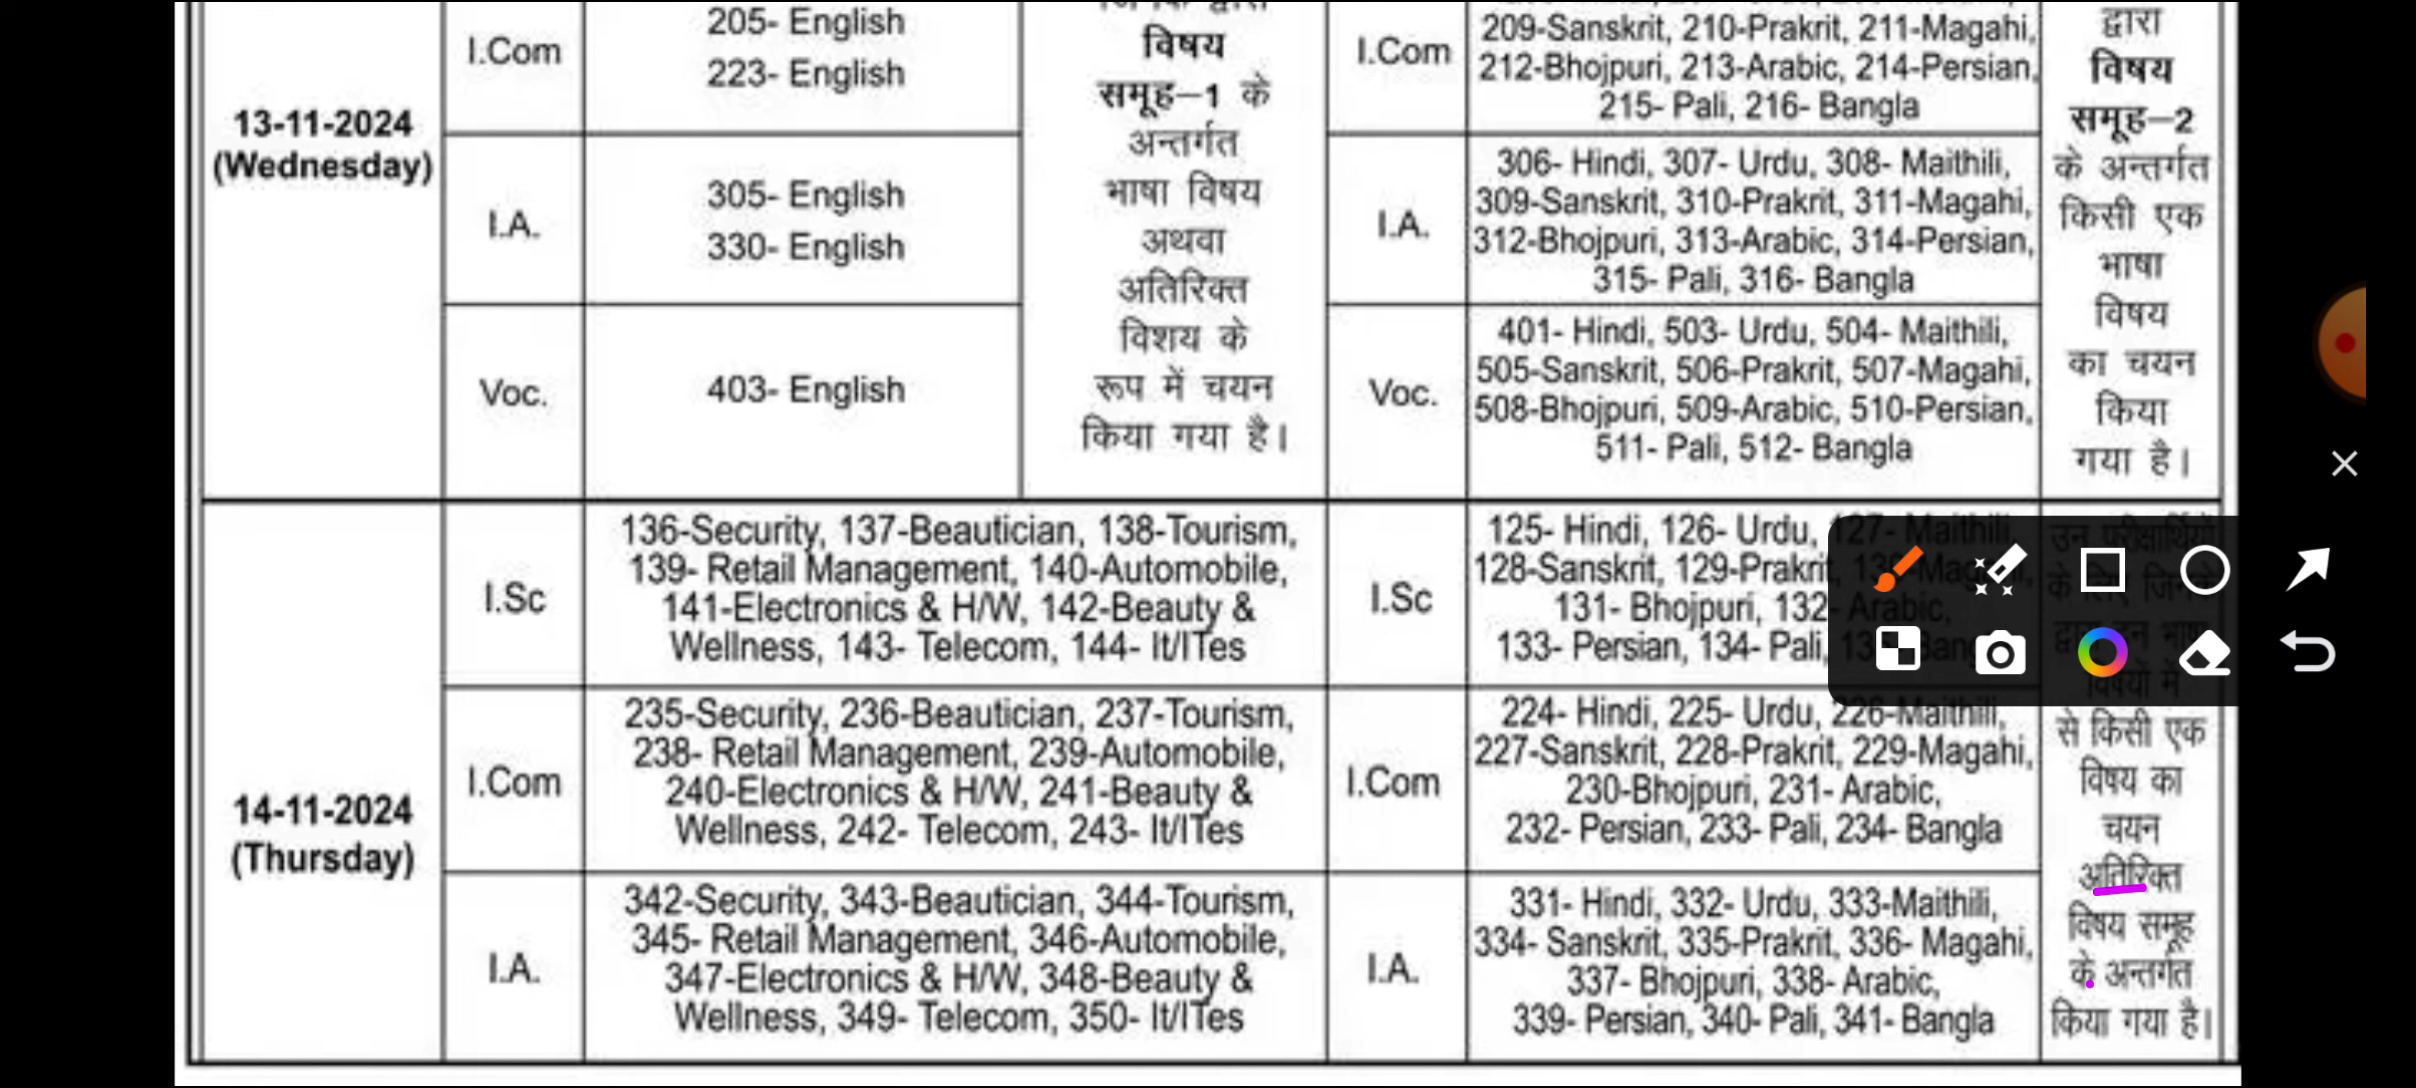 13-11-2024
(Wednesday)
I.Com
205- English
223- English
I.A.
305- English
330- English
Voc.
403- English
द्वारा
विषय
समूह–1 के
अन्तर्गत
भाषा विषय
अथवा
अतिरिक्त
विशय के
रूप में चयन
किया गया है।
I.Com
209-Sanskrit, 210-Prakrit, 211-Magahi,
212-Bhojpuri, 213-Arabic, 214-Persian,
215- Pali, 216- Bangla
I.A.
306- Hindi, 307- Urdu, 308- Maithili,
309-Sanskrit, 310-Prakrit, 311-Magahi,
312-Bhojpuri, 313-Arabic, 314-Persian,
315- Pali, 316- Bangla
Voc.
401- Hindi, 503- Urdu, 504- Maithili,
505-Sanskrit, 506-Prakrit, 507-Magahi,
508-Bhojpuri, 509-Arabic, 510-Persian,
511- Pali, 512- Bangla
द्वारा
विषय
समूह–2
के अन्तर्गत
किसी एक
भाषा
विषय
का चयन
किया
गया है।
14-11-2024
(Thursday)
I.Sc
136-Security, 137-Beautician, 138-Tourism,
139- Retail Management, 140-Automobile,
141-Electronics & H/W, 142-Beauty &
Wellness, 143- Telecom, 144- It/ITes
I.Com
235-Security, 236-Beautician, 237-Tourism,
238- Retail Management, 239-Automobile,
240-Electronics & H/W, 241-Beauty &
Wellness, 242- Telecom, 243- It/ITes
I.A.
342-Security, 343-Beautician, 344-Tourism,
345- Retail Management, 346-Automobile,
347-Electronics & H/W, 348-Beauty &
Wellness, 349- Telecom, 350- It/ITes
I.Sc
125- Hindi, 126- Urdu, 127- Maithili,
128-Sanskrit, 129-Prakrit,
131- Bhojpuri, 132- Arabic,
133- Persian, 134- Pali,
I.Com
224- Hindi, 225- Urdu, 226-Maithili,
227-Sanskrit, 228-Prakrit, 229-Magahi,
230-Bhojpuri, 231- Arabic,
232- Persian, 233- Pali, 234- Bangla
I.A.
331- Hindi, 332- Urdu, 333-Maithili,
334- Sanskrit, 335-Prakrit, 336- Magahi,
337- Bhojpuri, 338- Arabic,
339- Persian, 340- Pali, 341- Bangla
उन परीक्षार्थियों
के लिए
विषयों में
से किसी एक
विषय का
चयन
अतिरिक्त
विषय समूह
के अन्तर्गत
किया गया है।